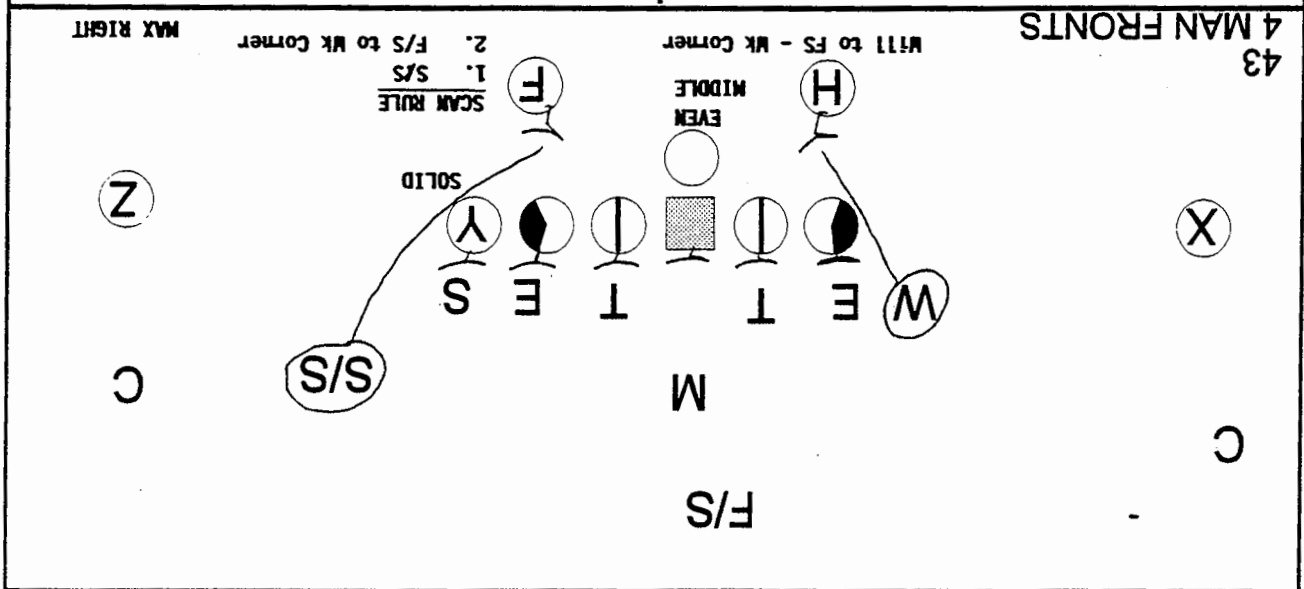 F/S
C
M S/S C
W E T T E S
X Y Z
SOLID
EVEN
MIDDLE
H F
SCAN RULE
1. S/S
2. F/S to Wk Corner
Will to FS - Wk Corner
43
4 MAN FRONTS
MAX RIGHT